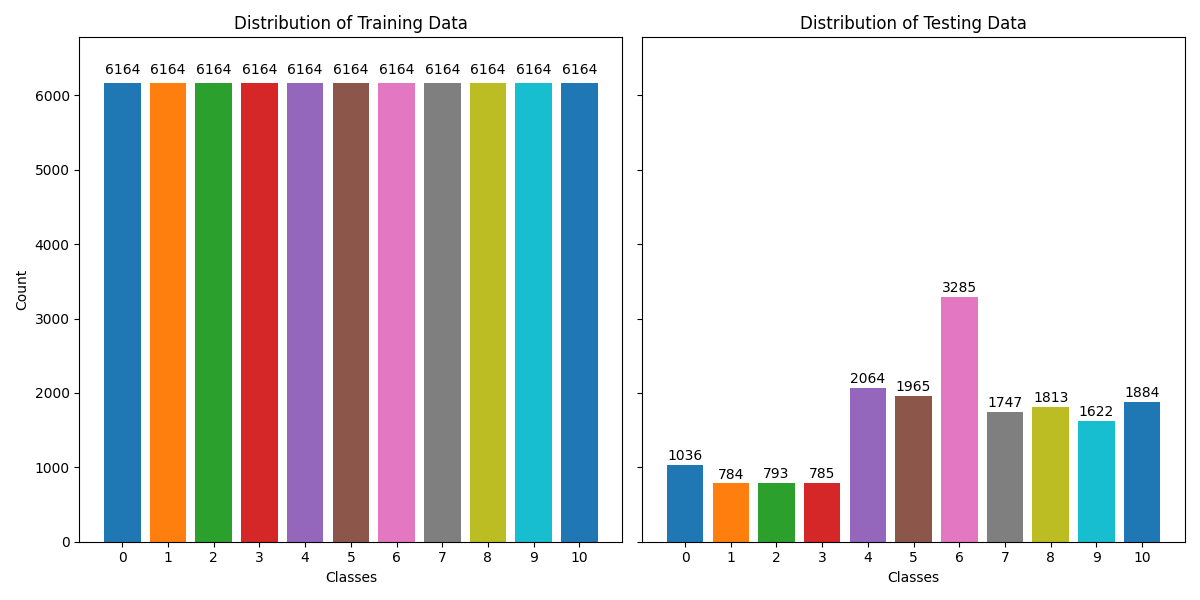 Distribution of Training Data
6164 6164 6164 6164 6164 6164 6164 6164 6164 6164 6164
6000
5000
4000
3000
2000
1000
0
Count
0 1 2 3 4 5 6 7 8 9 10
Classes
Distribution of Testing Data
1036 784 793 785 2064 1965 3285 1747 1813 1622 1884
0 1 2 3 4 5 6 7 8 9 10
Classes